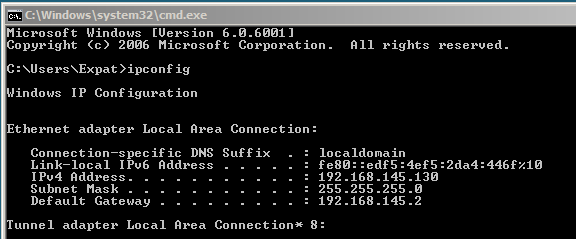 C:\Windows\system32\cmd.exe
Microsoft Windows [Version 6.0.6001]
Copyright (c) 2006 Microsoft Corporation.  All rights reserved.
C:\Users\Expat>ipconfig
Windows IP Configuration
Ethernet adapter Local Area Connection:
Connection-specific DNS Suffix  . : localdomain
Link-local IPv6 Address . . . . . : fe80::edf5:4ef5:2da4:446f%10
IPv4 Address. . . . . . . . . . . : 192.168.145.130
Subnet Mask . . . . . . . . . . . : 255.255.255.0
Default Gateway . . . . . . . . . : 192.168.145.2
Tunnel adapter Local Area Connection* 8: